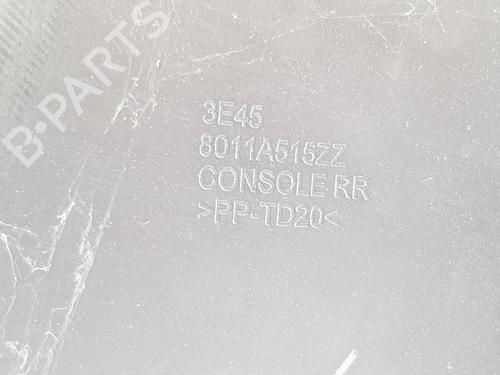 B-PARTS
3E45
8011A515ZZ
CONSOLE RR
>PP-TD20<